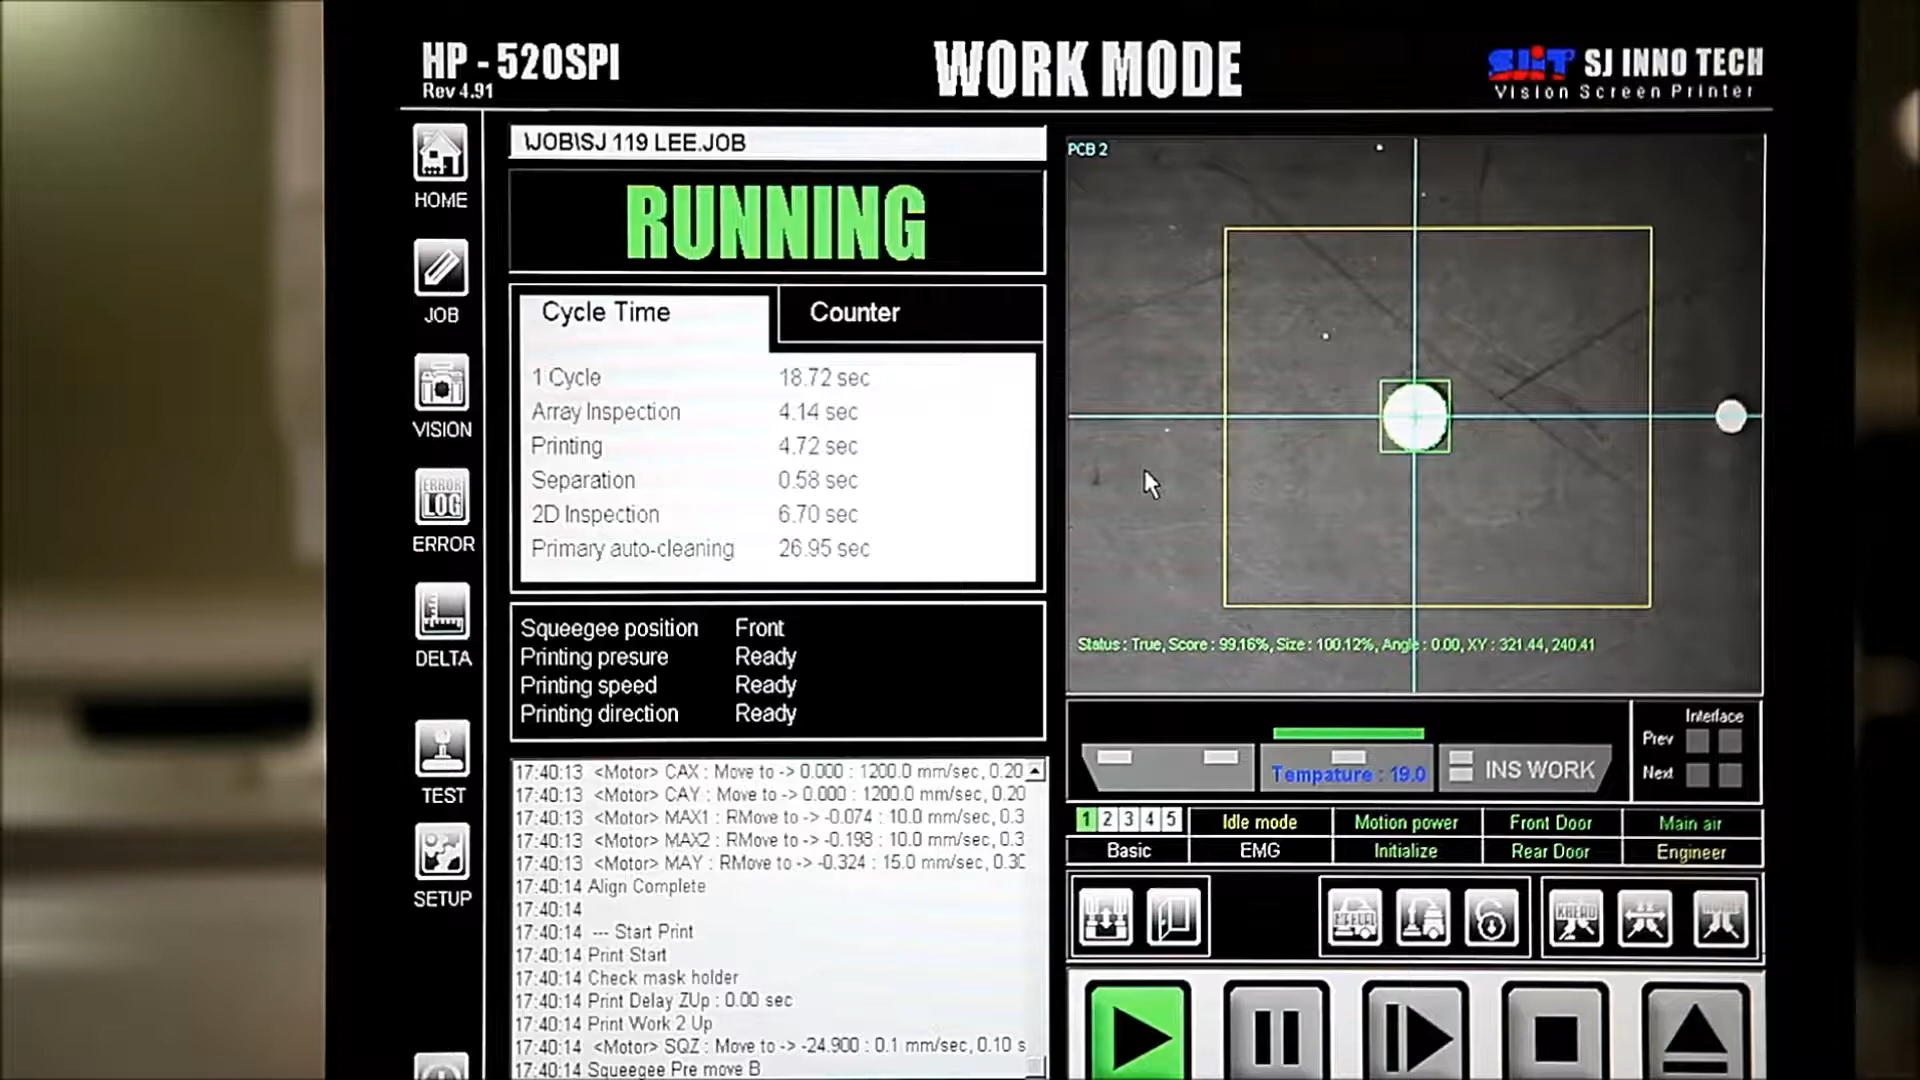 HP - 520SPI
Rev 4.91
WORK MODE
SJIT SJ INNO TECH
Vision Screen Printer
HOME
JOB
VISION
ERROR LOG
ERROR
DELTA
TEST
SETUP
\JOB\SJ 119 LEE.JOB
RUNNING
Cycle Time
Counter
1 Cycle 18.72 sec
Array Inspection 4.14 sec
Printing 4.72 sec
Separation 0.58 sec
2D Inspection 6.70 sec
Primary auto-cleaning 26.95 sec
Squeegee position Front
Printing presure Ready
Printing speed Ready
Printing direction Ready
17:40:13 <Motor> CAX : Move to -> 0.000 : 1200.0 mm/sec, 0.20
17:40:13 <Motor> CAY : Move to -> 0.000 : 1200.0 mm/sec, 0.20
17:40:13 <Motor> MAX1 : RMove to -> -0.074 : 10.0 mm/sec, 0.3
17:40:13 <Motor> MAX2 : RMove to -> -0.198 : 10.0 mm/sec, 0.3
17:40:13 <Motor> MAY : RMove to -> -0.324 : 15.0 mm/sec, 0.30
17:40:14 Align Complete
17:40:14
17:40:14 --- Start Print
17:40:14 Print Start
17:40:14 Check mask holder
17:40:14 Print Delay ZUp : 0.00 sec
17:40:14 Print Work 2 Up
17:40:14 <Motor> SQZ : Move to -> -24.900 : 0.1 mm/sec, 0.10 s
17:40:14 Squeegee Pre move B
PCB 2
Status : True, Score : 99.16%, Size : 100.12%, Angle : 0.00, XY : 321.44, 240.41
Tempature : 19.0
INS WORK
Interface
Prev
Next
1 2 3 4 5
Idle mode
Motion power
Front Door
Main air
Basic
EMG
Initialize
Rear Door
Engineer